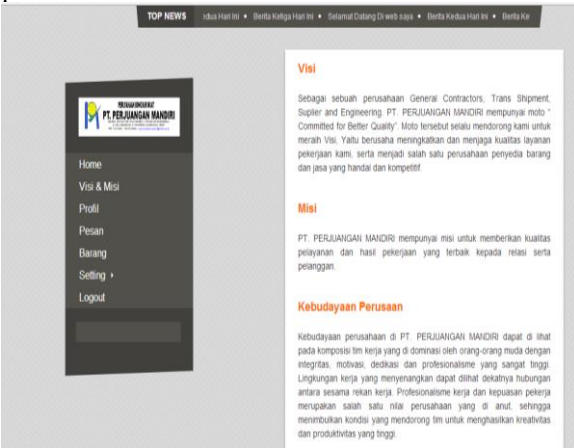 TOP NEWS edua Hari Ini • Berita Ketiga Hari Ini • Selamat Datang Di web saya • Berita Kedua Hari Ini • Berita Ke
PT. PERJUANGAN MANDIRI
Home
Visi & Misi
Profil
Pesan
Barang
Setting
Logout
Visi
Sebagai sebuah perusahaan General Contractors, Trans Shipment,
Suplier and Engineering. PT. PERJUANGAN MANDIRI mempunyai moto "
Committed for Better Quality". Moto tersebut selalu mendorong kami untuk
meraih Visi, Yaitu berusaha meningkatkan dan menjaga kualitas layanan
pekerjaan kami, serta menjadi salah satu perusahaan penyedia barang
dan jasa yang handal dan kompetitif.
Misi
PT. PERJUANGAN MANDIRI mempunyai misi untuk memberikan kualitas
pelayanan dan hasil pekerjaan yang terbaik kepada relasi serta
pelanggan.
Kebudayaan Perusaan
Kebudayaan perusahaan di PT. PERJUANGAN MANDIRI dapat di lihat
pada komposisi tim kerja yang di dominasi oleh orang-orang muda dengan
integritas, motivasi, dedikasi dan profesionalisme yang sangat tinggi.
Lingkungan kerja yang menyenangkan dapat dilihat dekatnya hubungan
antara sesama rekan kerja. Profesionalisme kerja dan kepuasan pekerja
merupakan salah satu nilai perusahaan yang di anut, sehingga
menimbulkan kondisi yang mendorong tim untuk menghasilkan kreativitas
dan produktivitas yang tinggi.